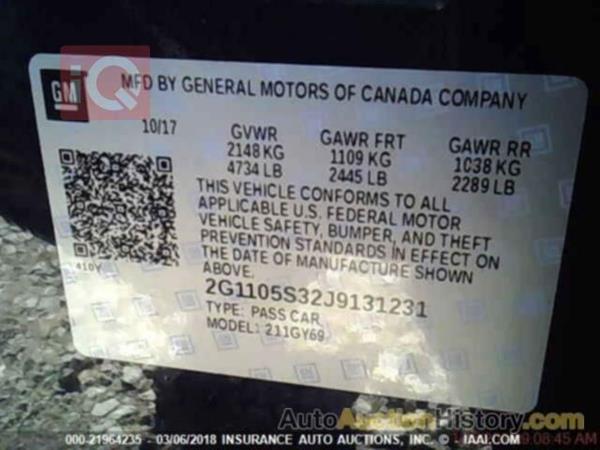 GM
iQ
MFD BY GENERAL MOTORS OF CANADA COMPANY
10/17
GVWR
2148 KG
4734 LB
GAWR FRT
1109 KG
2445 LB
GAWR RR
1038 KG
2289 LB
THIS VEHICLE CONFORMS TO ALL
APPLICABLE U.S. FEDERAL MOTOR
VEHICLE SAFETY, BUMPER, AND THEFT
PREVENTION STANDARDS IN EFFECT ON
THE DATE OF MANUFACTURE SHOWN
ABOVE.
410Y
2G1105S32J9131231
TYPE: PASS CAR
MODEL: 211GY69
AutoAuctionHistory.com
000-21964235 - 03/06/2018 INSURANCE AUTO AUCTIONS, INC. © IAAI.COM
9:08:45 AM